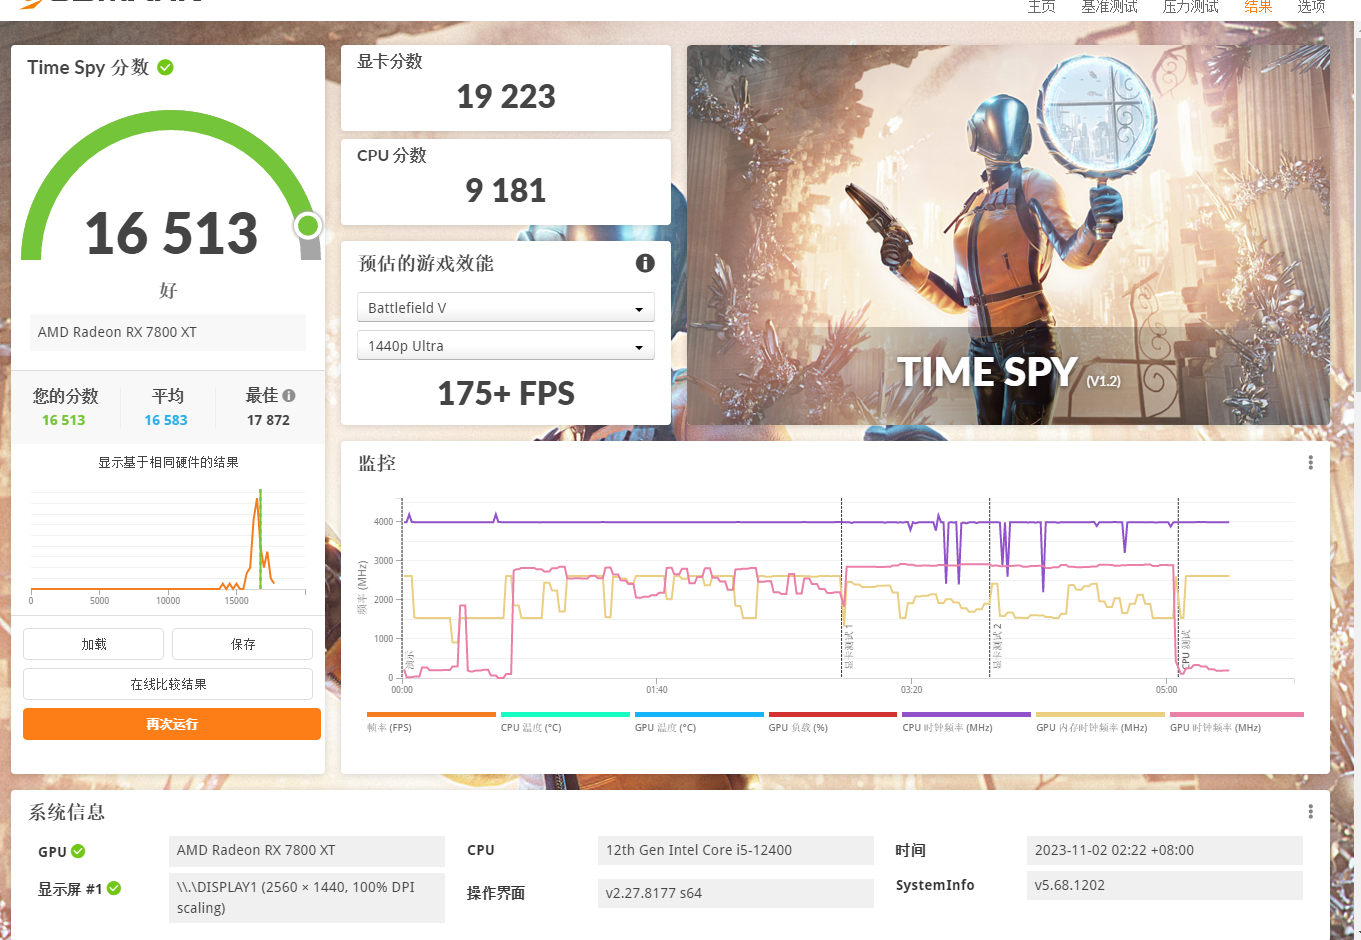 主页 基准测试 压力测试 结果 选项
Time Spy 分数
16 513
好
AMD Radeon RX 7800 XT
您的分数 平均 最佳
16 513 16 583 17 872
显示基于相同硬件的结果
0 5000 10000 15000
加载 保存
在线比较结果
再次运行
显卡分数
19 223
CPU 分数
9 181
预估的游戏效能
Battlefield V
1440p Ultra
175+ FPS
TIME SPY (V1.2)
监控
频率 (MHz)
4000
3000
2000
1000
0
演示
显卡测试 1
显卡测试 2
CPU 测试
00:00 01:40 03:20 05:00
帧率 (FPS) CPU 温度 (°C) GPU 温度 (°C) GPU 负载 (%) CPU 时钟频率 (MHz) GPU 内存时钟频率 (MHz) GPU 时钟频率 (MHz)
系统信息
GPU AMD Radeon RX 7800 XT
显示屏 #1 \\.\DISPLAY1 (2560 × 1440, 100% DPI
scaling)
CPU 12th Gen Intel Core i5-12400
操作界面 v2.27.8177 s64
时间 2023-11-02 02:22 +08:00
SystemInfo v5.68.1202